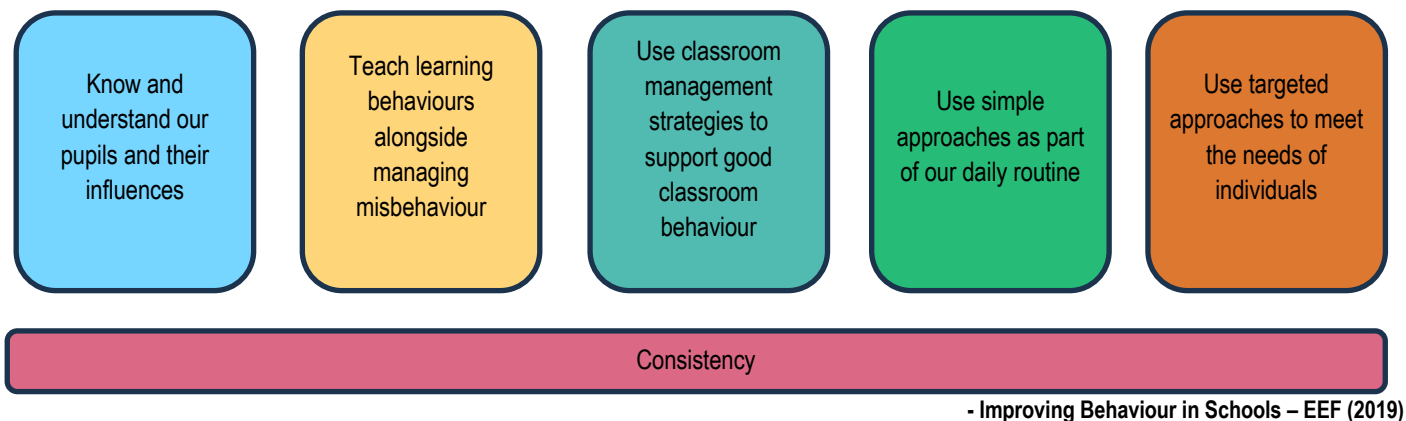 Know and
understand our
pupils and their
influences
Teach learning
behaviours
alongside
managing
misbehaviour
Use classroom
management
strategies to
support good
classroom
behaviour
Use simple
approaches as part
of our daily routine
Use targeted
approaches to meet
the needs of
individuals
Consistency
- Improving Behaviour in Schools – EEF (2019)